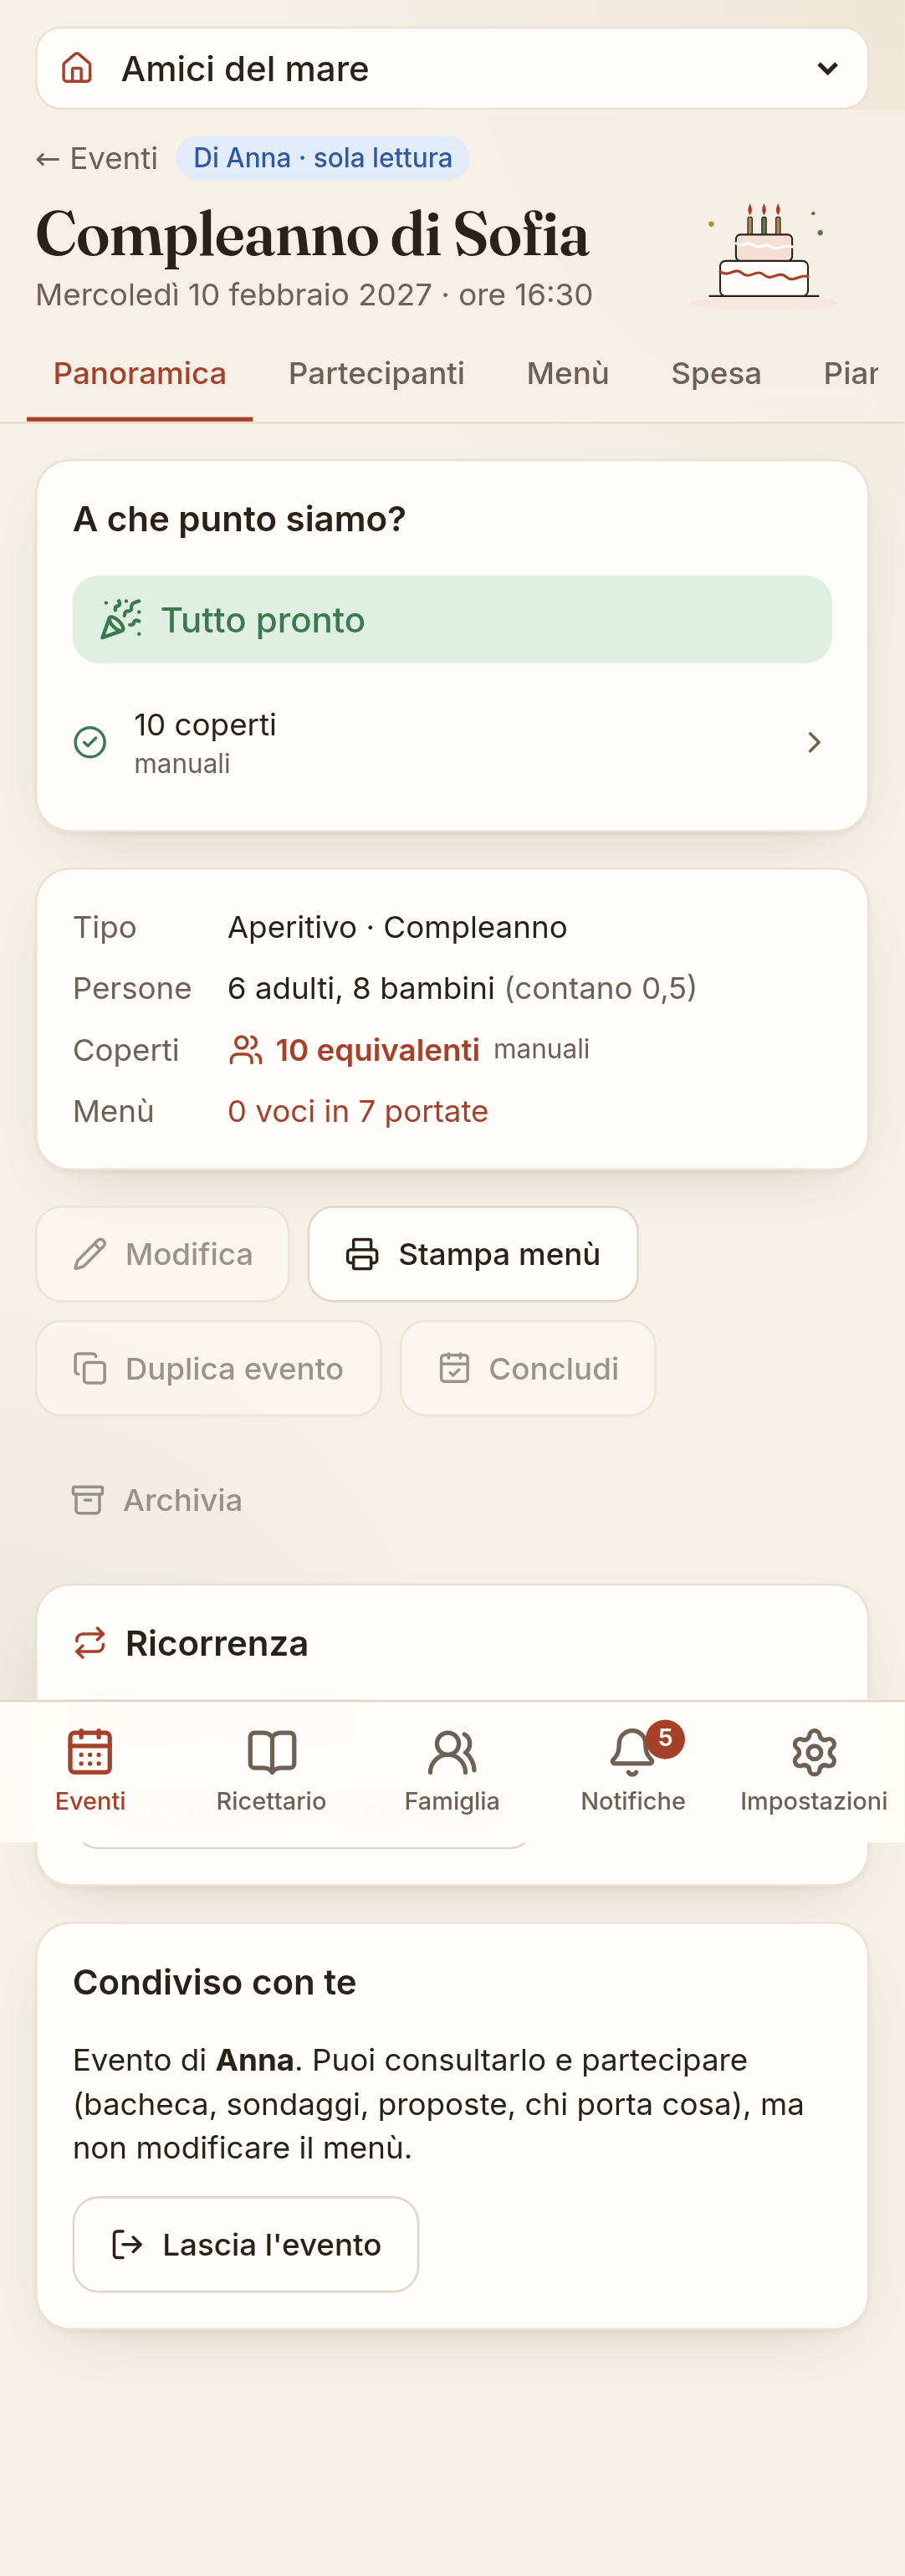 Amici del mare
← Eventi Di Anna · sola lettura
Compleanno di Sofia
Mercoledì 10 febbraio 2027 · ore 16:30
Panoramica Partecipanti Menù Spesa
A che punto siamo?
Tutto pronto
10 coperti
manuali
Tipo Aperitivo · Compleanno
Persone 6 adulti, 8 bambini (contano 0,5)
Coperti 10 equivalenti manuali
Menù 0 voci in 7 portate
Modifica Stampa menù
Duplica evento Concludi
Archivia
Ricorrenza
5
Eventi Ricettario Famiglia Notifiche Impostazioni
Condiviso con te
Evento di Anna. Puoi consultarlo e partecipare
(bacheca, sondaggi, proposte, chi porta cosa), ma
non modificare il menù.
Lascia l'evento